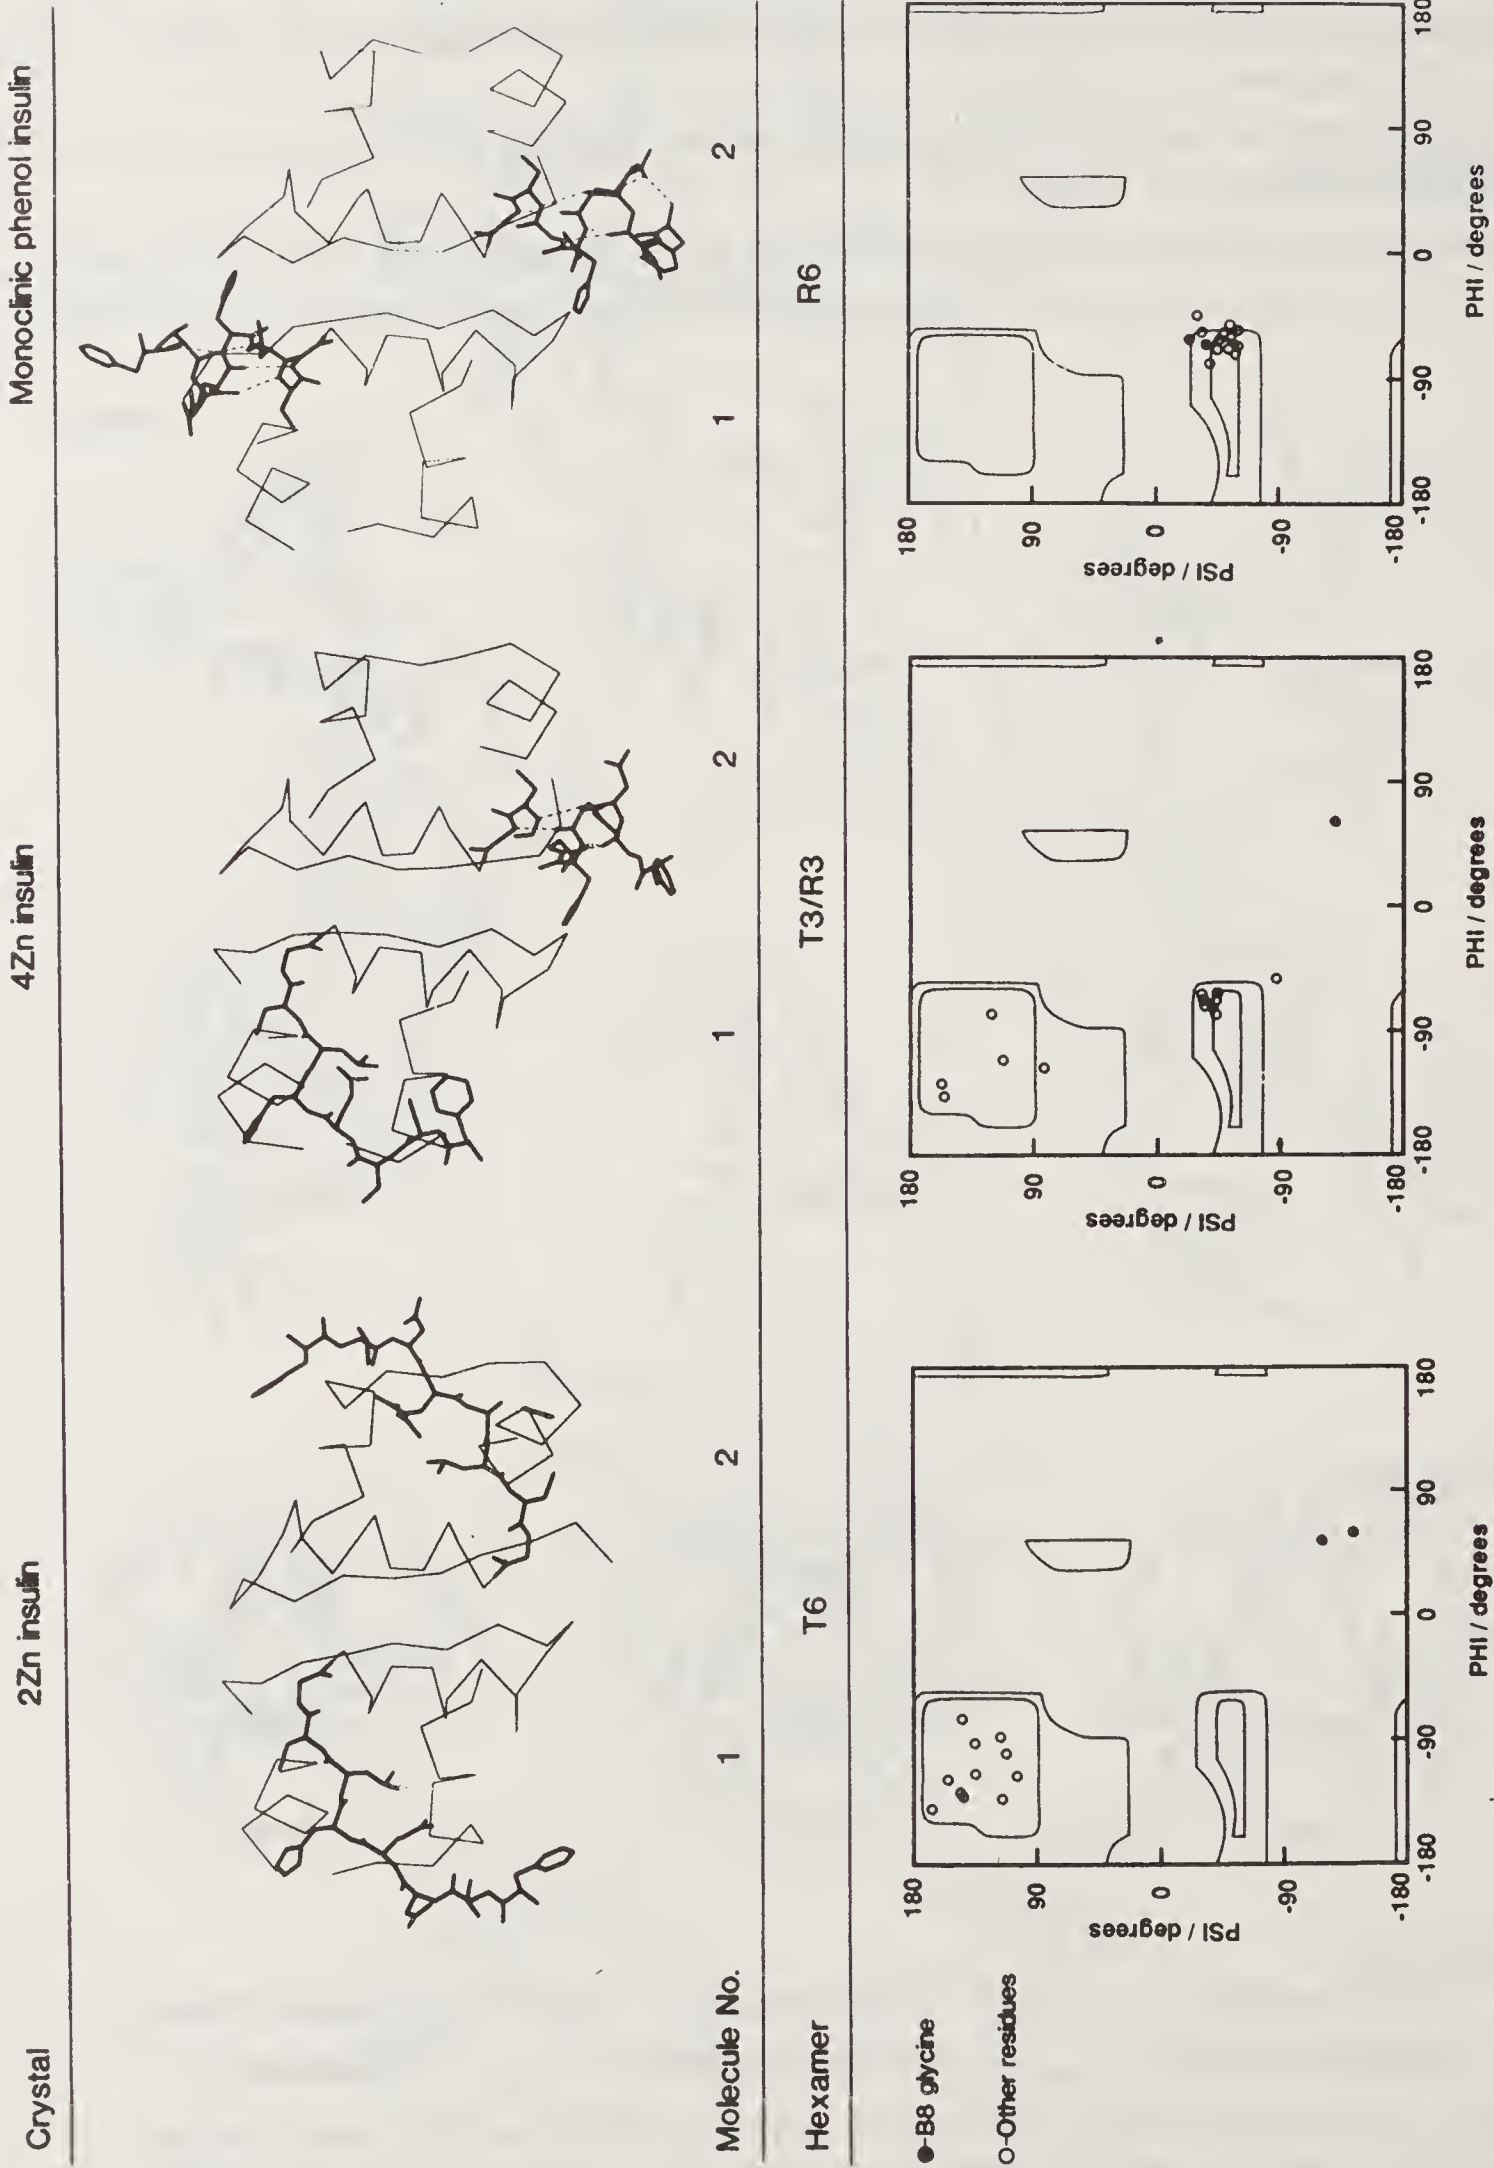 Crystal
2Zn insulin
4Zn insulin
Monoclinic phenol insulin
Molecule No.
1
2
1
2
1
2
Hexamer
T6
T3/R3
R6
●-B8 glycine
○-Other residues
PSI / degrees
180
90
0
-90
-180
-180
-90
0
90
180
PHI / degrees
PSI / degrees
180
90
0
-90
-180
-180
-90
0
90
180
PHI / degrees
PSI / degrees
180
90
0
-90
-180
-180
-90
0
90
180
PHI / degrees